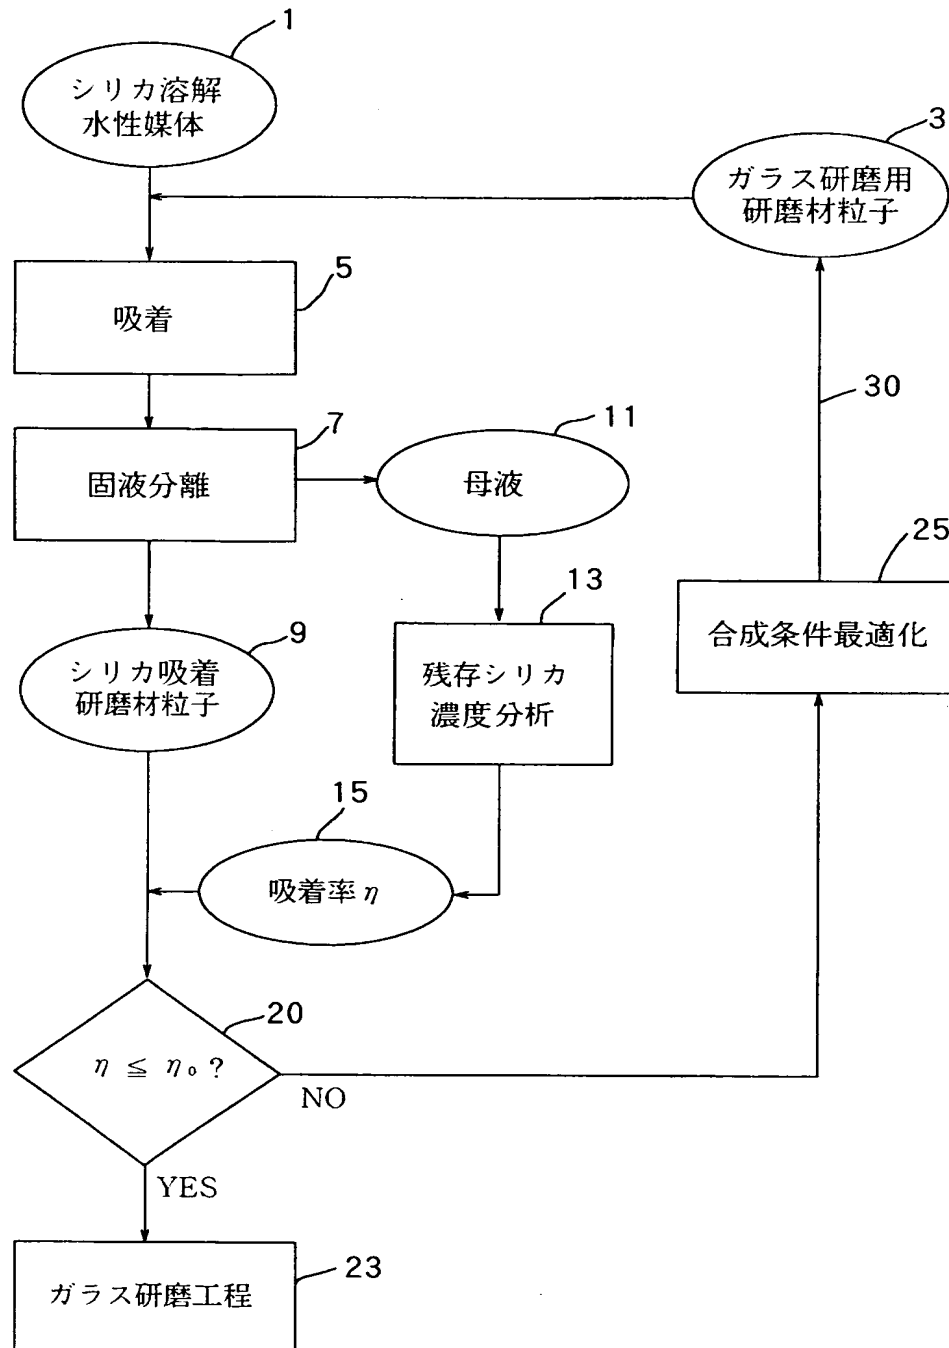 1
シリカ溶解
水性媒体
3
ガラス研磨用
研磨材粒子
5
吸着
30
7
固液分離
11
母液
25
合成条件最適化
9
シリカ吸着
研磨材粒子
13
残存シリカ
濃度分析
15
吸着率η
20
η ≦ η₀ ?
NO
YES
23
ガラス研磨工程